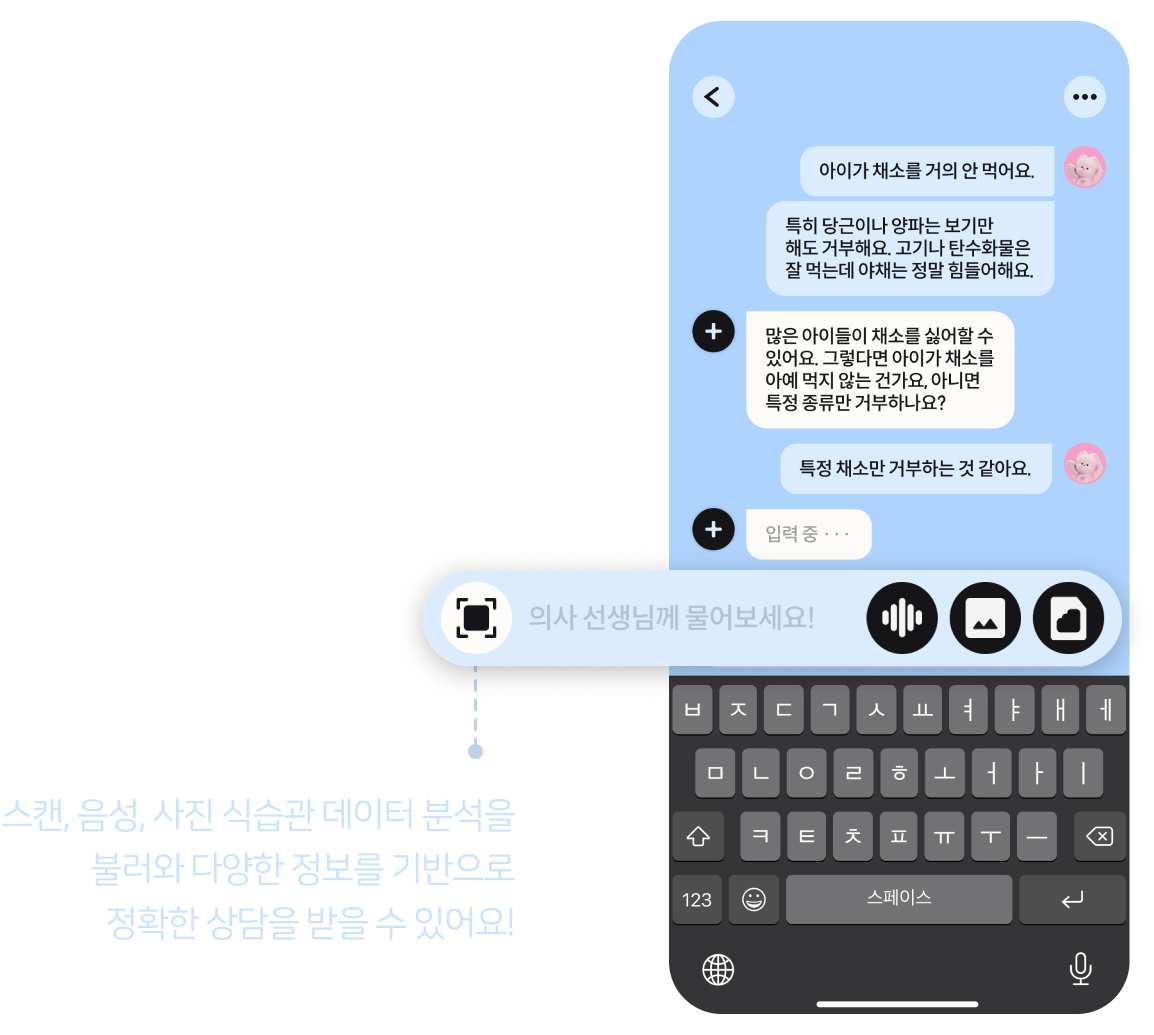 아이가 채소를 거의 안 먹어요.
특히 당근이나 양파는 보기만
해도 거부해요. 고기나 탄수화물은
잘 먹는데 야채는 정말 힘들어해요.
많은 아이들이 채소를 싫어할 수
있어요. 그렇다면 아이가 채소를
아예 먹지 않는 건가요, 아니면
특정 종류만 거부하나요?
특정 채소만 거부하는 것 같아요.
입력 중 · · ·
의사 선생님께 물어보세요!
스캔, 음성, 사진 식습관 데이터 분석을
불러와 다양한 정보를 기반으로
정확한 상담을 받을 수 있어요!
ㅂ ㅈ ㄷ ㄱ ㅅ ㅛ ㅕ ㅑ ㅐ ㅔ
ㅁ ㄴ ㅇ ㄹ ㅎ ㅗ ㅓ ㅏ ㅣ
ㅋ ㅌ ㅊ ㅍ ㅠ ㅜ ㅡ
123 스페이스